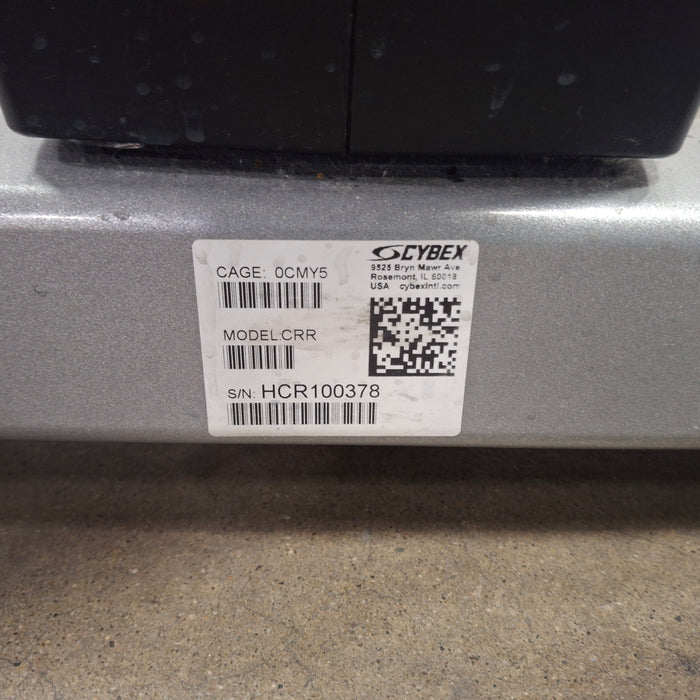 CAGE: 0CMY5
MODEL:CRR
S/N: HCR100378
CYBEX
9525 Bryn Mawr Ave
Rosemont, IL 60018
USA cybexintl.com